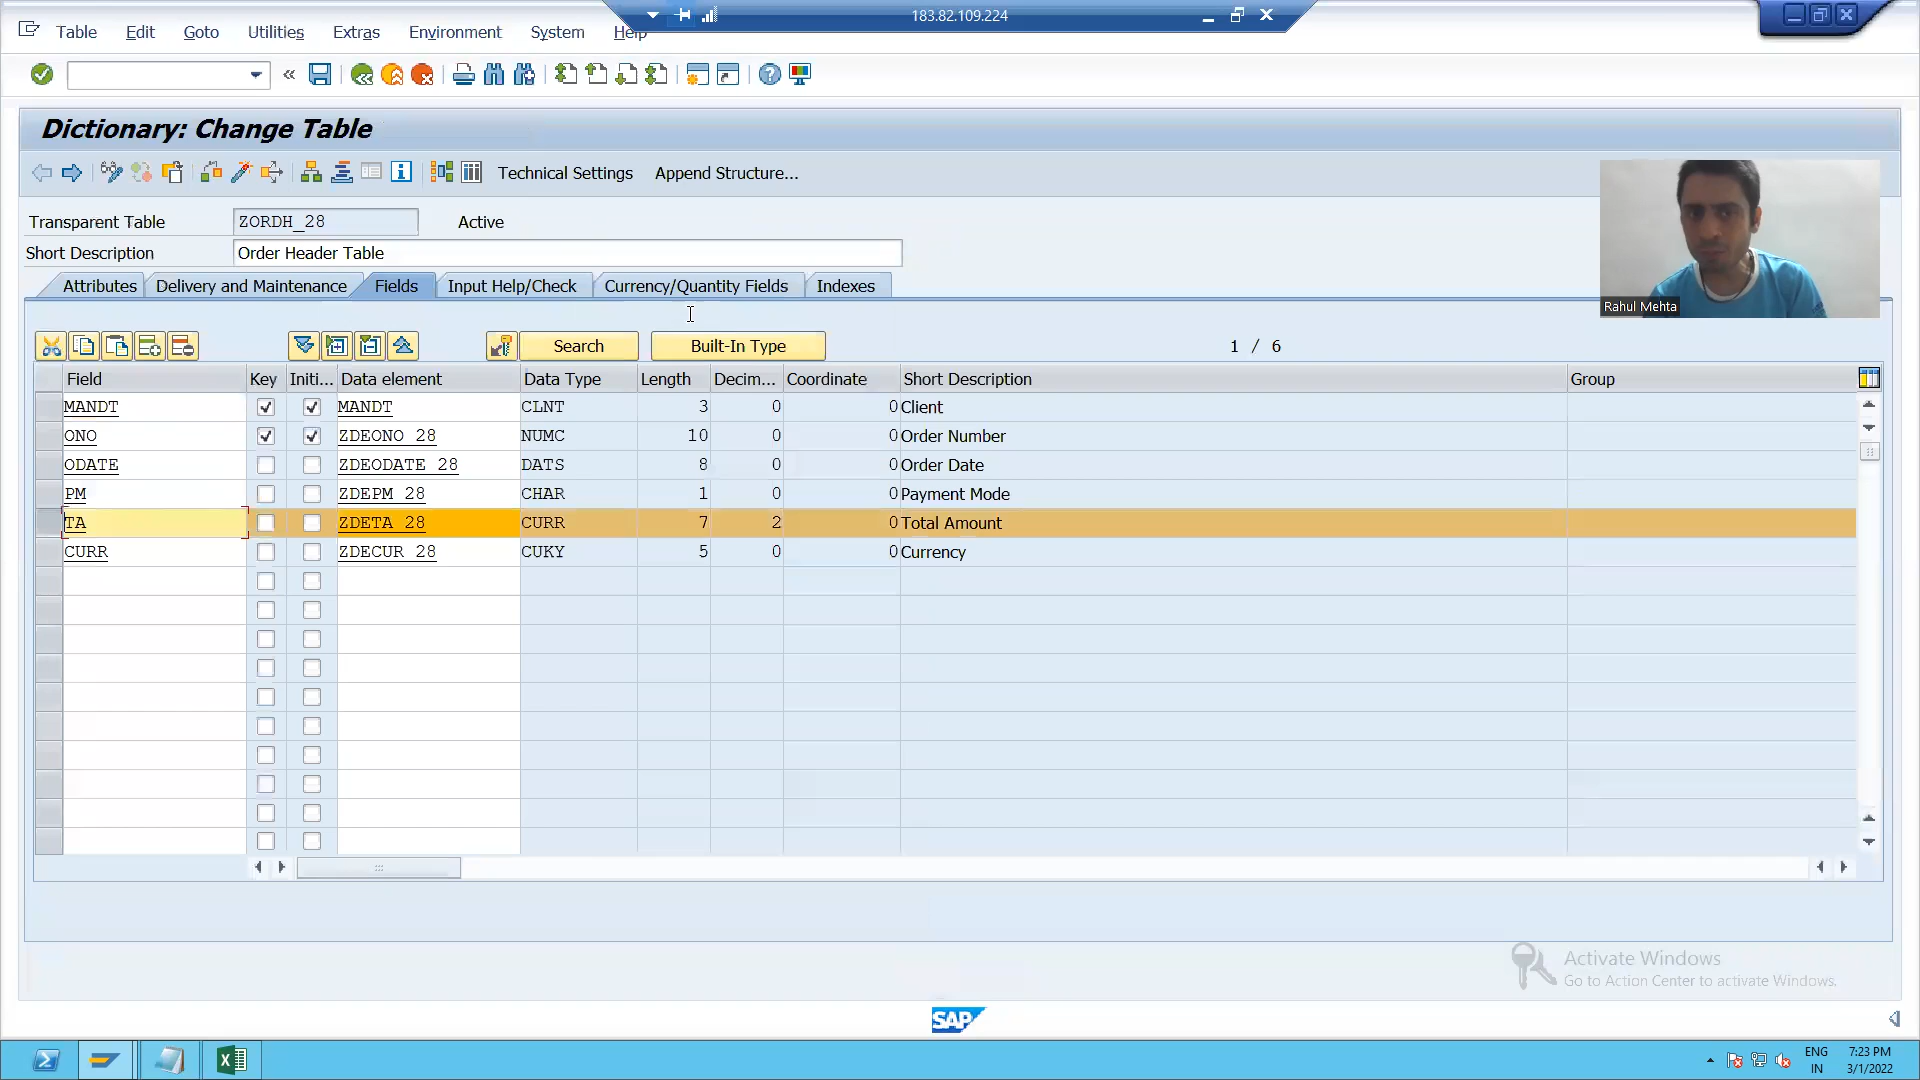 183.82.109.224
Table Edit Goto Utilities Extras Environment System Help
Dictionary: Change Table
Technical Settings Append Structure...
Transparent Table ZORDH_28 Active
Short Description Order Header Table
Attributes Delivery and Maintenance Fields Input Help/Check Currency/Quantity Fields Indexes
Rahul Mehta
Search Built-In Type 1 / 6
Field Key Initi... Data element Data Type Length Decim... Coordinate Short Description Group
MANDT MANDT CLNT 3 0 0 Client
ONO ZDEONO_28 NUMC 10 0 0 Order Number
ODATE ZDEODATE_28 DATS 8 0 0 Order Date
PM ZDEPM_28 CHAR 1 0 0 Payment Mode
TA ZDETA_28 CURR 7 2 0 Total Amount
CURR ZDECUR_28 CUKY 5 0 0 Currency
Activate Windows
Go to Action Center to activate Windows.
SAP
ENG 7:23 PM
IN 3/1/2022